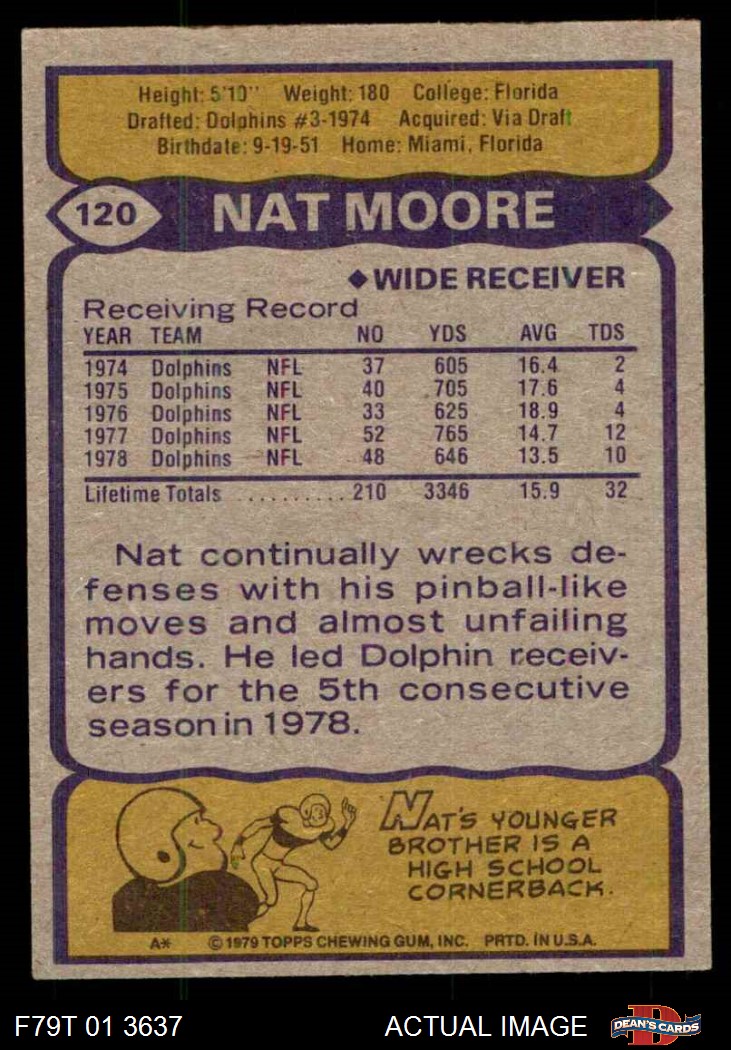 Height: 5'10" Weight: 180 College: Florida
Drafted: Dolphins #3-1974 Acquired: Via Draft
Birthdate: 9-19-51 Home: Miami, Florida
120 NAT MOORE
◆WIDE RECEIVER
Receiving Record
YEAR TEAM NO YDS AVG TDS
1974 Dolphins NFL 37 605 16.4 2
1975 Dolphins NFL 40 705 17.6 4
1976 Dolphins NFL 33 625 18.9 4
1977 Dolphins NFL 52 765 14.7 12
1978 Dolphins NFL 48 646 13.5 10
Lifetime Totals .......... 210 3346 15.9 32
Nat continually wrecks de-
fenses with his pinball-like
moves and almost unfailing
hands. He led Dolphin receiv-
ers for the 5th consecutive
season in 1978.
NAT'S YOUNGER
BROTHER IS A
HIGH SCHOOL
CORNERBACK.
A* © 1979 TOPPS CHEWING GUM, INC. PRTD. IN U.S.A.
F79T 01 3637 ACTUAL IMAGE D DEAN'S CARDS